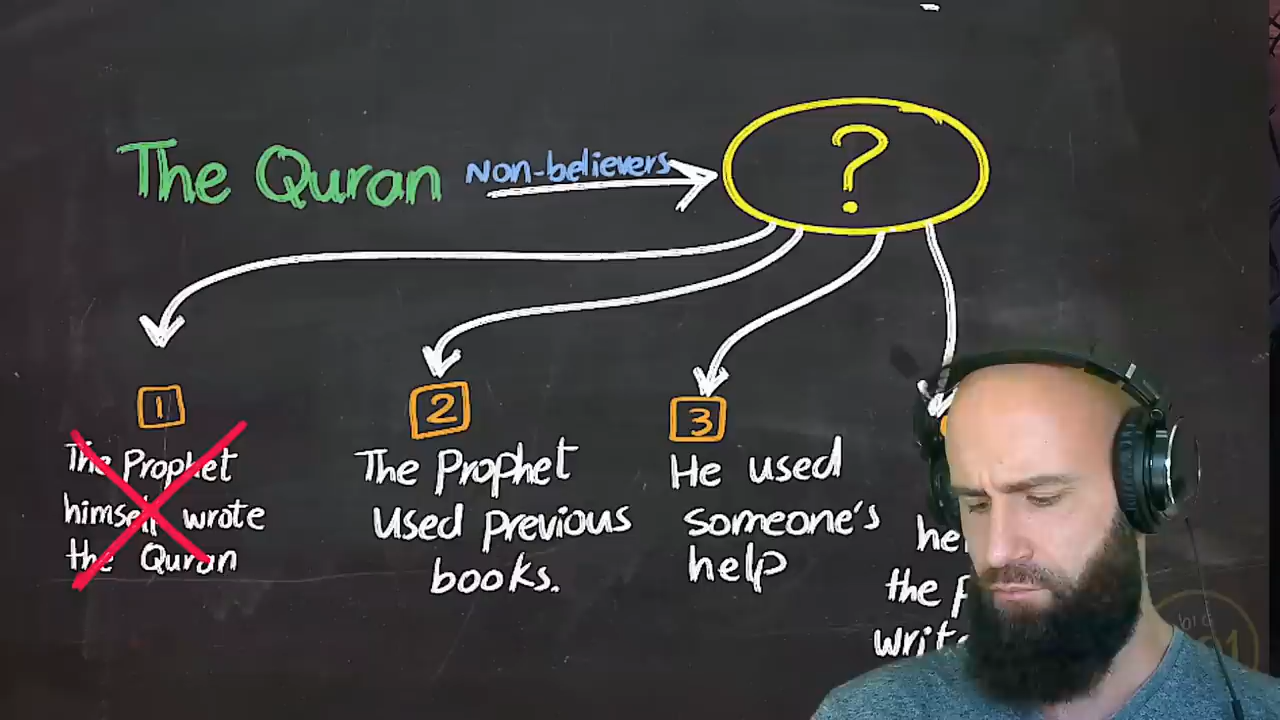 The Quran
Non-believers
?
1
The Prophet
himself wrote
the Quran
2
The Prophet
Used previous
books.
3
He used
someone's
help
the